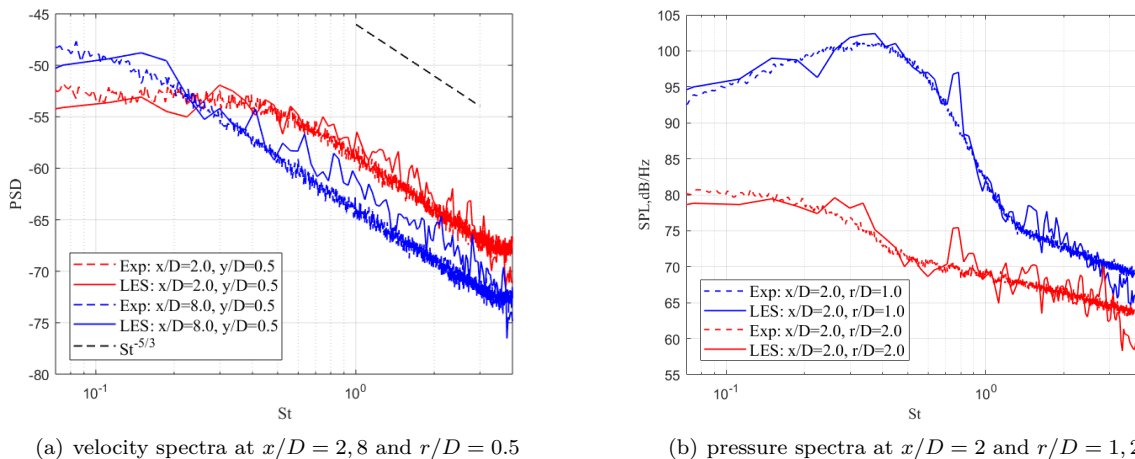 -45
-50
-55
-60
-65
-70
-75
-80
PSD
Exp: x/D=2.0, y/D=0.5
LES: x/D=2.0, y/D=0.5
Exp: x/D=8.0, y/D=0.5
LES: x/D=8.0, y/D=0.5
St^-5/3
10^-1
10^0
St
(a) velocity spectra at x/D = 2, 8 and r/D = 0.5
105
100
95
90
85
80
75
70
65
60
55
SPL,dB/Hz
Exp: x/D=2.0, r/D=1.0
LES: x/D=2.0, r/D=1.0
Exp: x/D=2.0, r/D=2.0
LES: x/D=2.0, r/D=2.0
10^-1
10^0
St
(b) pressure spectra at x/D = 2 and r/D = 1, 2